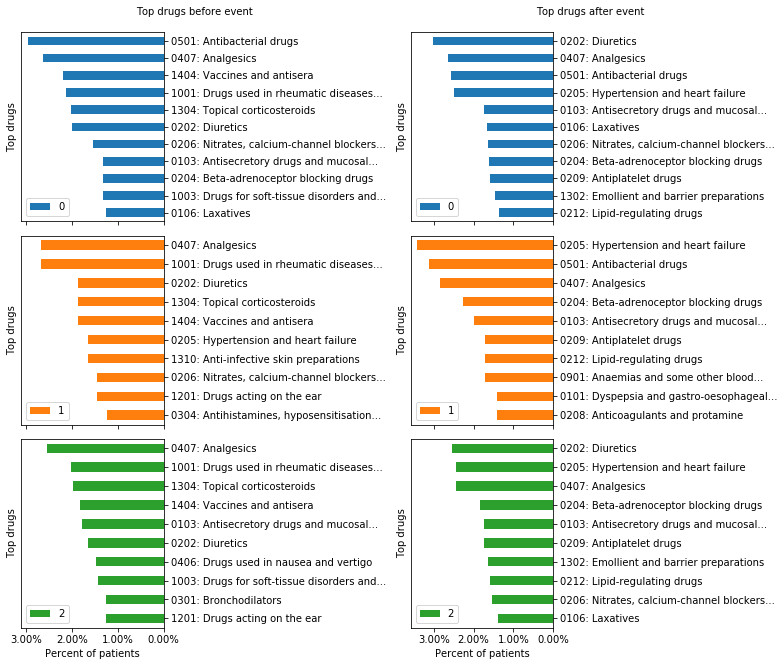 Top drugs before event
Top drugs
0501: Antibacterial drugs
0407: Analgesics
1404: Vaccines and antisera
1001: Drugs used in rheumatic diseases...
1304: Topical corticosteroids
0202: Diuretics
0206: Nitrates, calcium-channel blockers...
0103: Antisecretory drugs and mucosal...
0204: Beta-adrenoceptor blocking drugs
1003: Drugs for soft-tissue disorders and...
0106: Laxatives
0
Top drugs
0407: Analgesics
1001: Drugs used in rheumatic diseases...
0202: Diuretics
1304: Topical corticosteroids
1404: Vaccines and antisera
0205: Hypertension and heart failure
1310: Anti-infective skin preparations
0206: Nitrates, calcium-channel blockers...
1201: Drugs acting on the ear
0304: Antihistamines, hyposensitisation...
1
Top drugs
0407: Analgesics
1001: Drugs used in rheumatic diseases...
1304: Topical corticosteroids
1404: Vaccines and antisera
0103: Antisecretory drugs and mucosal...
0202: Diuretics
0406: Drugs used in nausea and vertigo
1003: Drugs for soft-tissue disorders and...
0301: Bronchodilators
1201: Drugs acting on the ear
2
3.00% 2.00% 1.00% 0.00%
Percent of patients
Top drugs after event
Top drugs
0202: Diuretics
0407: Analgesics
0501: Antibacterial drugs
0205: Hypertension and heart failure
0103: Antisecretory drugs and mucosal...
0106: Laxatives
0206: Nitrates, calcium-channel blockers...
0204: Beta-adrenoceptor blocking drugs
0209: Antiplatelet drugs
1302: Emollient and barrier preparations
0212: Lipid-regulating drugs
0
Top drugs
0205: Hypertension and heart failure
0501: Antibacterial drugs
0407: Analgesics
0204: Beta-adrenoceptor blocking drugs
0103: Antisecretory drugs and mucosal...
0209: Antiplatelet drugs
0212: Lipid-regulating drugs
0901: Anaemias and some other blood...
0101: Dyspepsia and gastro-oesophageal...
0208: Anticoagulants and protamine
1
Top drugs
0202: Diuretics
0205: Hypertension and heart failure
0407: Analgesics
0204: Beta-adrenoceptor blocking drugs
0103: Antisecretory drugs and mucosal...
0209: Antiplatelet drugs
1302: Emollient and barrier preparations
0212: Lipid-regulating drugs
0206: Nitrates, calcium-channel blockers...
0106: Laxatives
2
3.00% 2.00% 1.00% 0.00%
Percent of patients